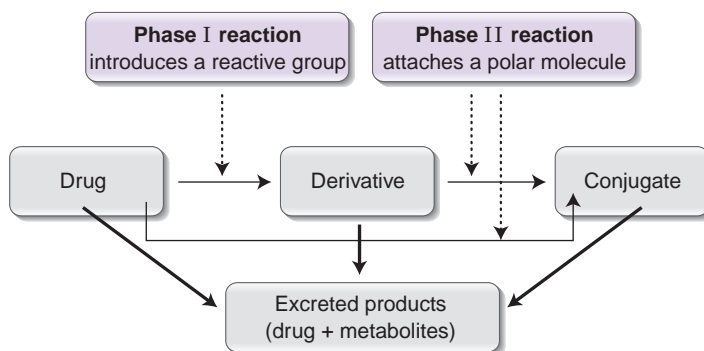 Phase I reaction
introduces a reactive group
Phase II reaction
attaches a polar molecule
Drug
Derivative
Conjugate
Excreted products
(drug + metabolites)